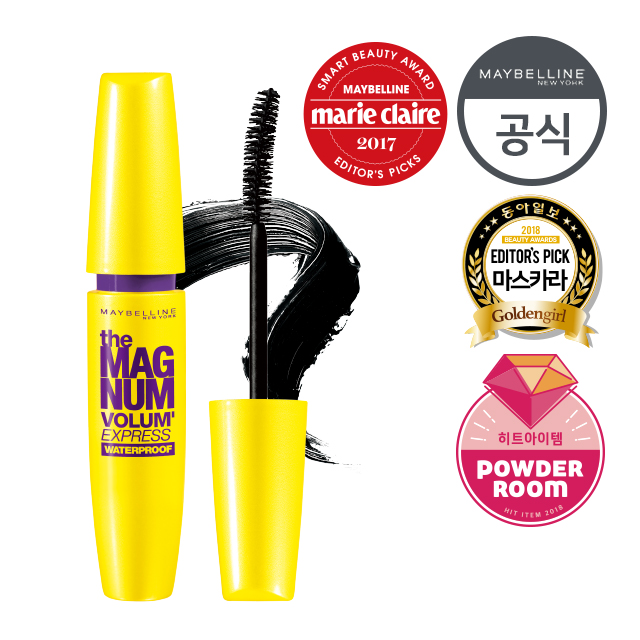 MAYBELLINE
NEW YORK
the
MAG
NUM
VOLUM'
EXPRESS
WATERPROOF
SMART BEAUTY AWARD
MAYBELLINE
marie claire
2017
EDITOR'S PICKS
MAYBELLINE
NEW YORK
공식
동아일보
2018
BEAUTY AWARDS
EDITOR'S PICK
마스카라
Goldengirl
히트아이템
POWDER
ROOM
HIT ITEM 2018